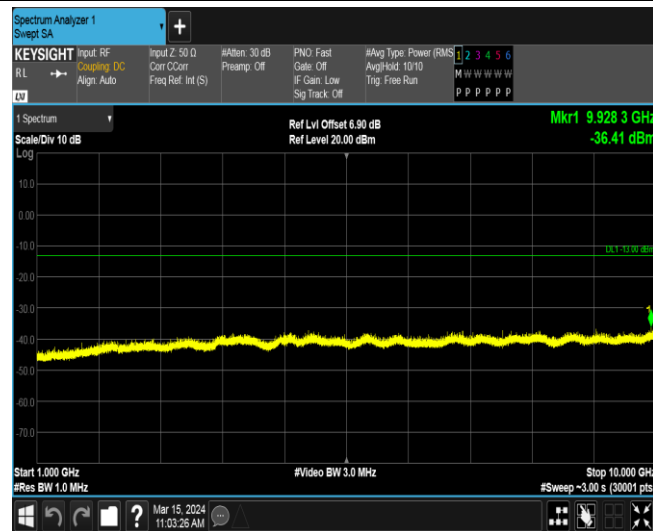 Spectrum Analyzer 1
Swept SA
+
KEYSIGHT
RL
LXI
Input: RF
Coupling: DC
Align: Auto
Input Z: 50 Ω
Corr CCorr
Freq Ref: Int (S)
#Atten: 30 dB
Preamp: Off
PNO: Fast
Gate: Off
IF Gain: Low
Sig Track: Off
#Avg Type: Power (RMS
Avg|Hold: 10/10
Trig: Free Run
1 2 3 4 5 6
M W W W W W
P P P P P P
1 Spectrum
Scale/Div 10 dB
Ref Lvl Offset 6.90 dB
Ref Level 20.00 dBm
Mkr1 9.928 3 GHz
-36.41 dBm
Log
10.0
0.00
-10.0
DL1 -13.00 dBm
-20.0
-30.0
-40.0
-50.0
-60.0
-70.0
Start 1.000 GHz
#Video BW 3.0 MHz
Stop 10.000 GHz
#Res BW 1.0 MHz
#Sweep ~3.00 s (30001 pts
?
Mar 15, 2024
11:03:26 AM